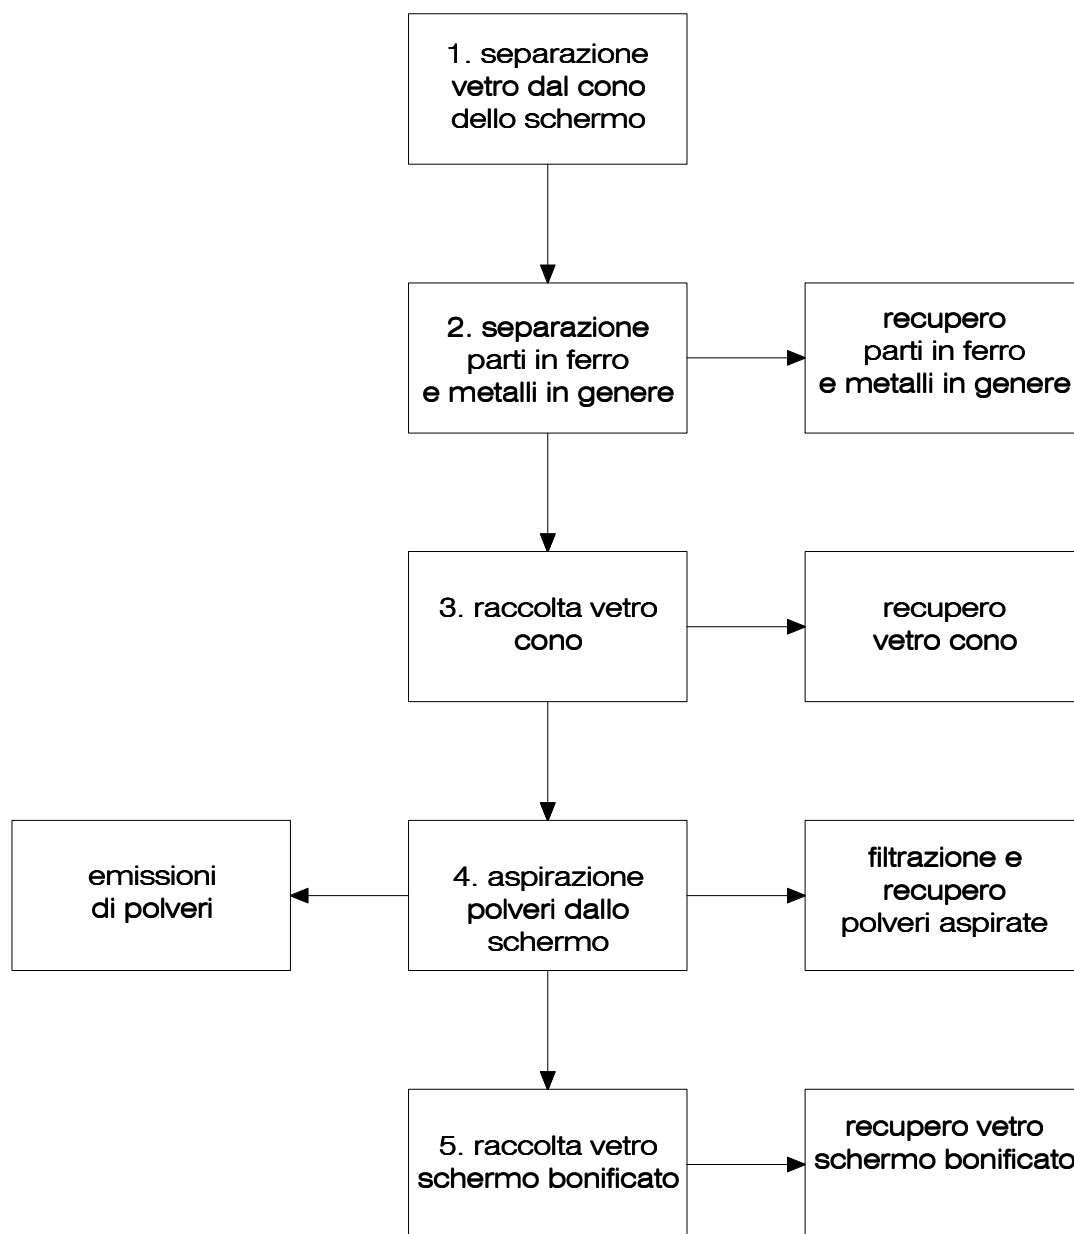 1. separazione
vetro dal cono
dello schermo
2. separazione
parti in ferro
e metalli in genere
recupero
parti in ferro
e metalli in genere
3. raccolta vetro
cono
recupero
vetro cono
emissioni
di polveri
4. aspirazione
polveri dallo
schermo
filtrazione e
recupero
polveri aspirate
5. raccolta vetro
schermo bonificato
recupero vetro
schermo bonificato